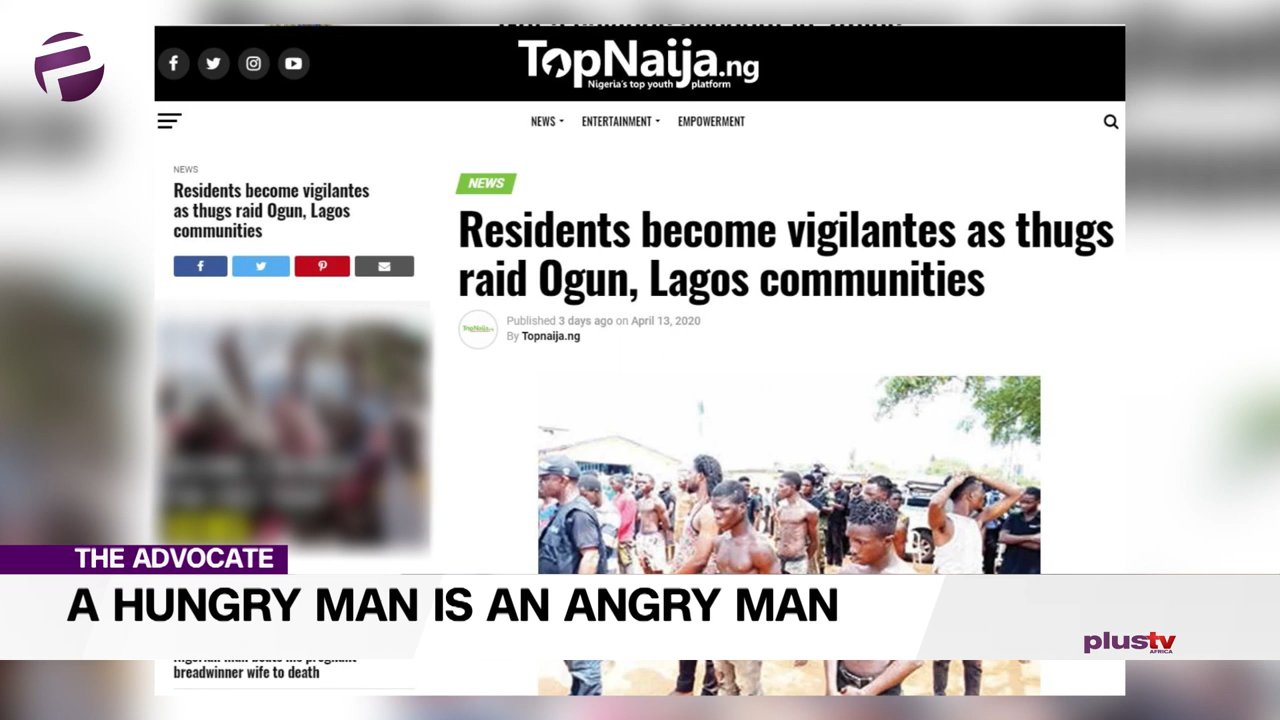 TopNaija.ng
Nigeria's top youth platform
NEWS
ENTERTAINMENT
EMPOWERMENT
NEWS
Residents become vigilantes
as thugs raid Ogun, Lagos
communities
NEWS
Residents become vigilantes as thugs
raid Ogun, Lagos communities
Published 3 days ago on April 13, 2020
By Topnaija.ng
THE ADVOCATE
A HUNGRY MAN IS AN ANGRY MAN
breadwinner wife to death
plustv
AFRICA